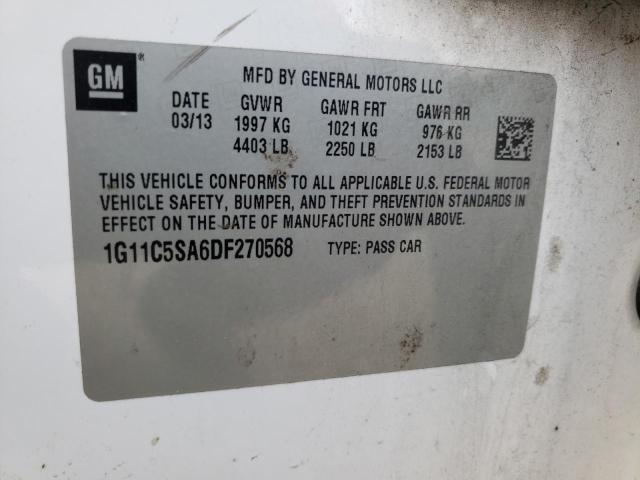 GM®
MFD BY GENERAL MOTORS LLC
DATE GVWR GAWR FRT GAWR RR
03/13 1997 KG 1021 KG 976 KG
4403 LB 2250 LB 2153 LB
THIS VEHICLE CONFORMS TO ALL APPLICABLE U.S. FEDERAL MOTOR
VEHICLE SAFETY, BUMPER, AND THEFT PREVENTION STANDARDS IN
EFFECT ON THE DATE OF MANUFACTURE SHOWN ABOVE.
1G11C5SA6DF270568 TYPE: PASS CAR